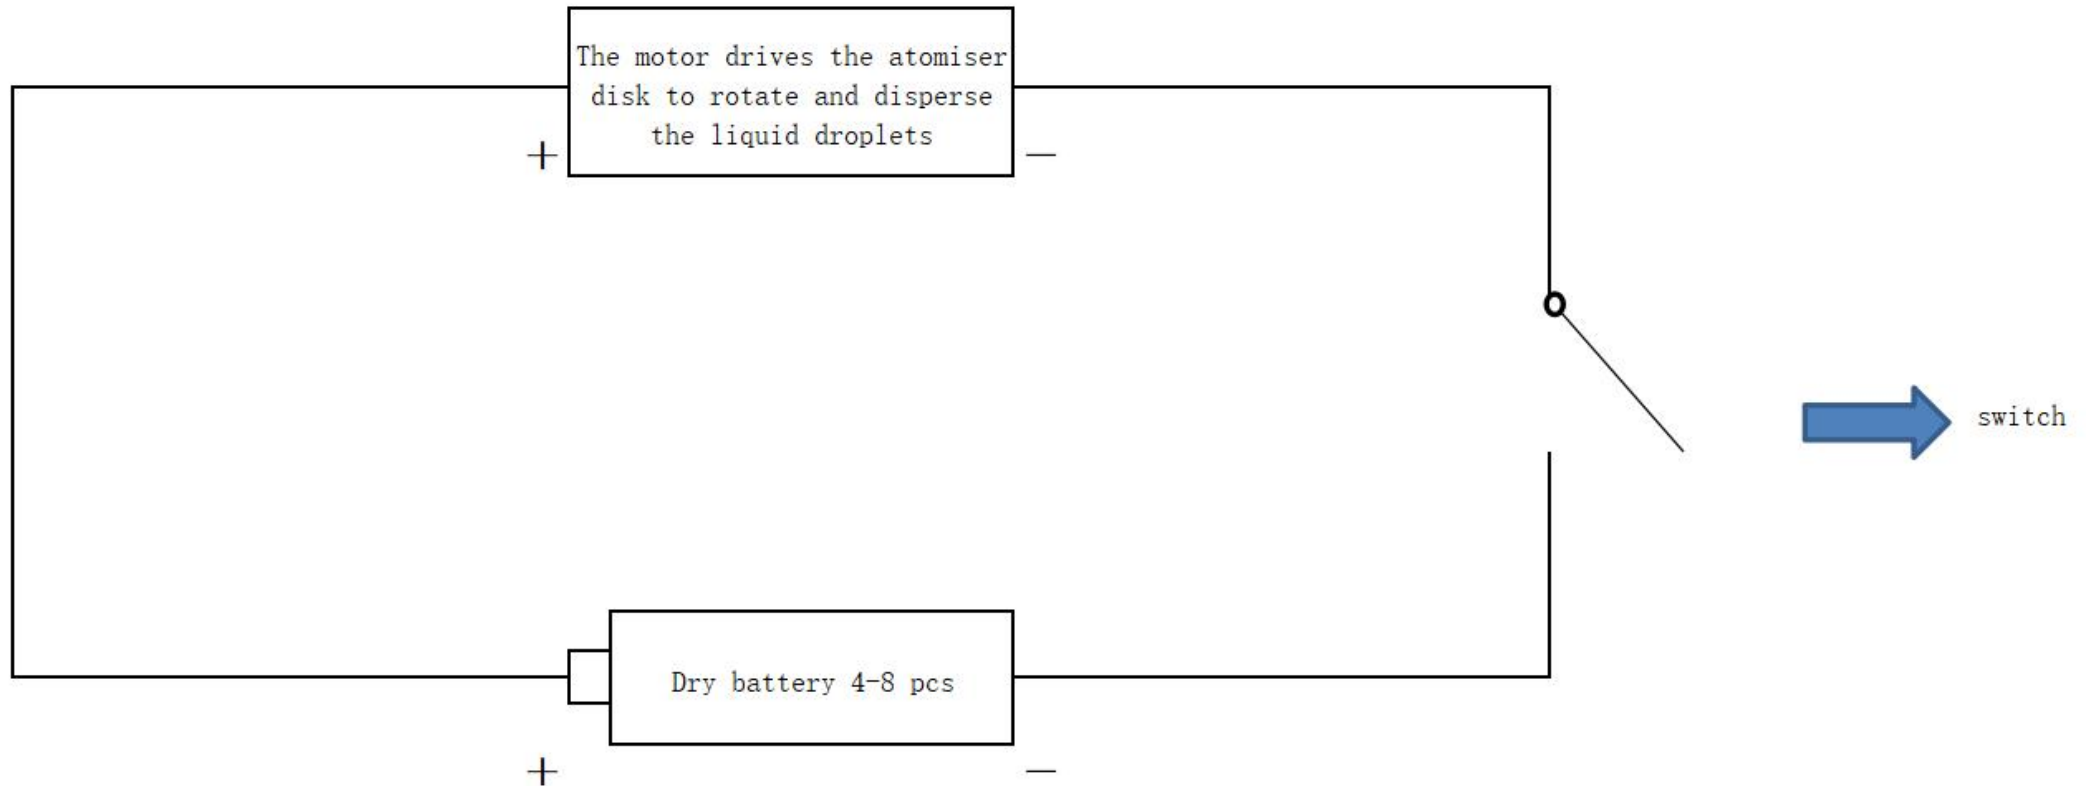 The motor drives the atomiser
disk to rotate and disperse
the liquid droplets
+
—
switch
Dry battery 4-8 pcs
+
—